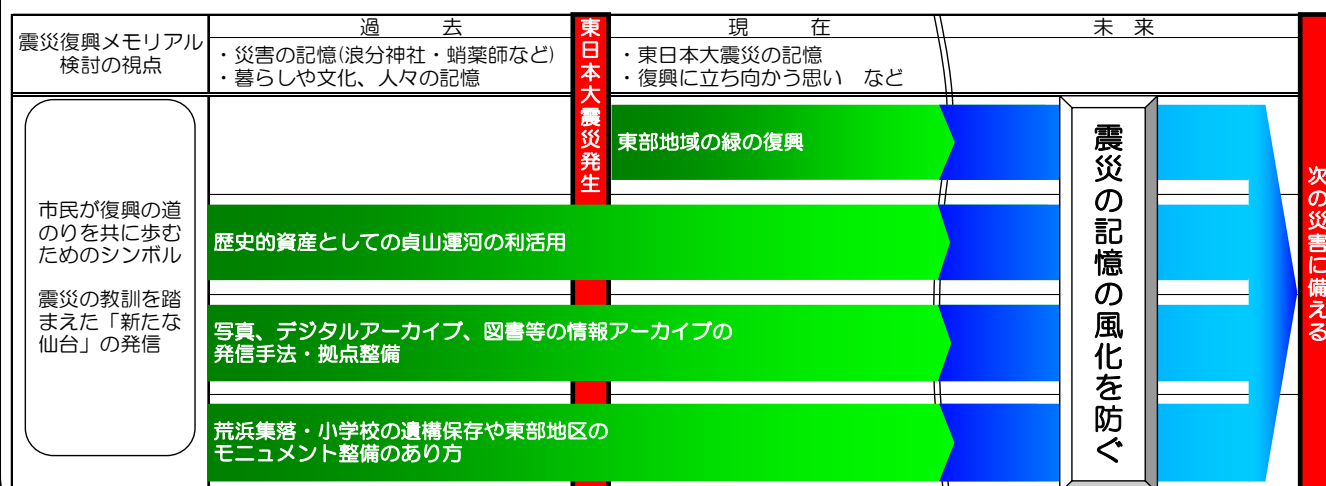 震災復興メモリアル
検討の視点
過　去
・災害の記憶(浪分神社・蛸薬師など)
・暮らしや文化、人々の記憶
東日本大震災発生
現　在
・東日本大震災の記憶
・復興に立ち向かう思い　など
未　来
市民が復興の道
のりを共に歩む
ためのシンボル
震災の教訓を踏
まえた「新たな
仙台」の発信
東部地域の緑の復興
歴史的資産としての貞山運河の利活用
写真、デジタルアーカイブ、図書等の情報アーカイブの
発信手法・拠点整備
荒浜集落・小学校の遺構保存や東部地区の
モニュメント整備のあり方
震災の記憶の風化を防ぐ
次の災害に備える